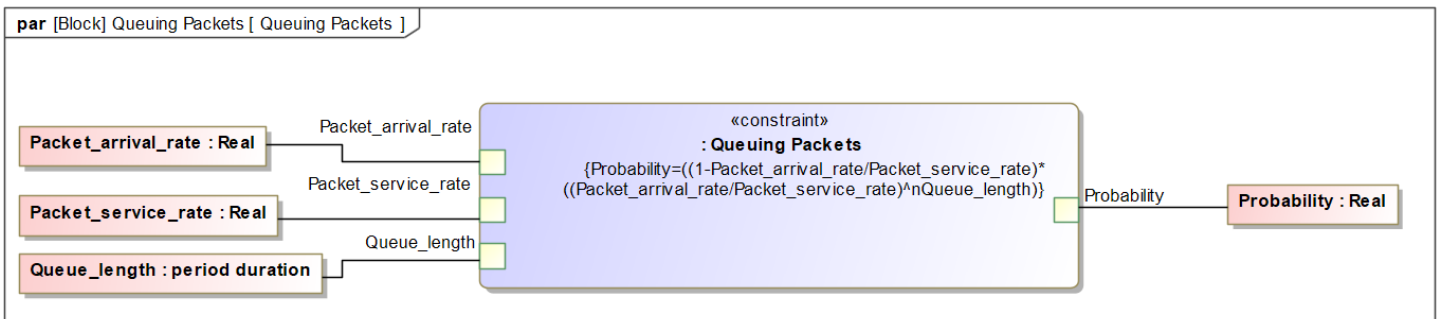 par [Block] Queuing Packets [ Queuing Packets ]
Packet_arrival_rate : Real
Packet_arrival_rate
Packet_service_rate : Real
Packet_service_rate
Queue_length : period duration
Queue_length
«constraint»
: Queuing Packets
{Probability=((1-Packet_arrival_rate/Packet_service_rate)*
((Packet_arrival_rate/Packet_service_rate)^nQueue_length)}
Probability
Probability : Real